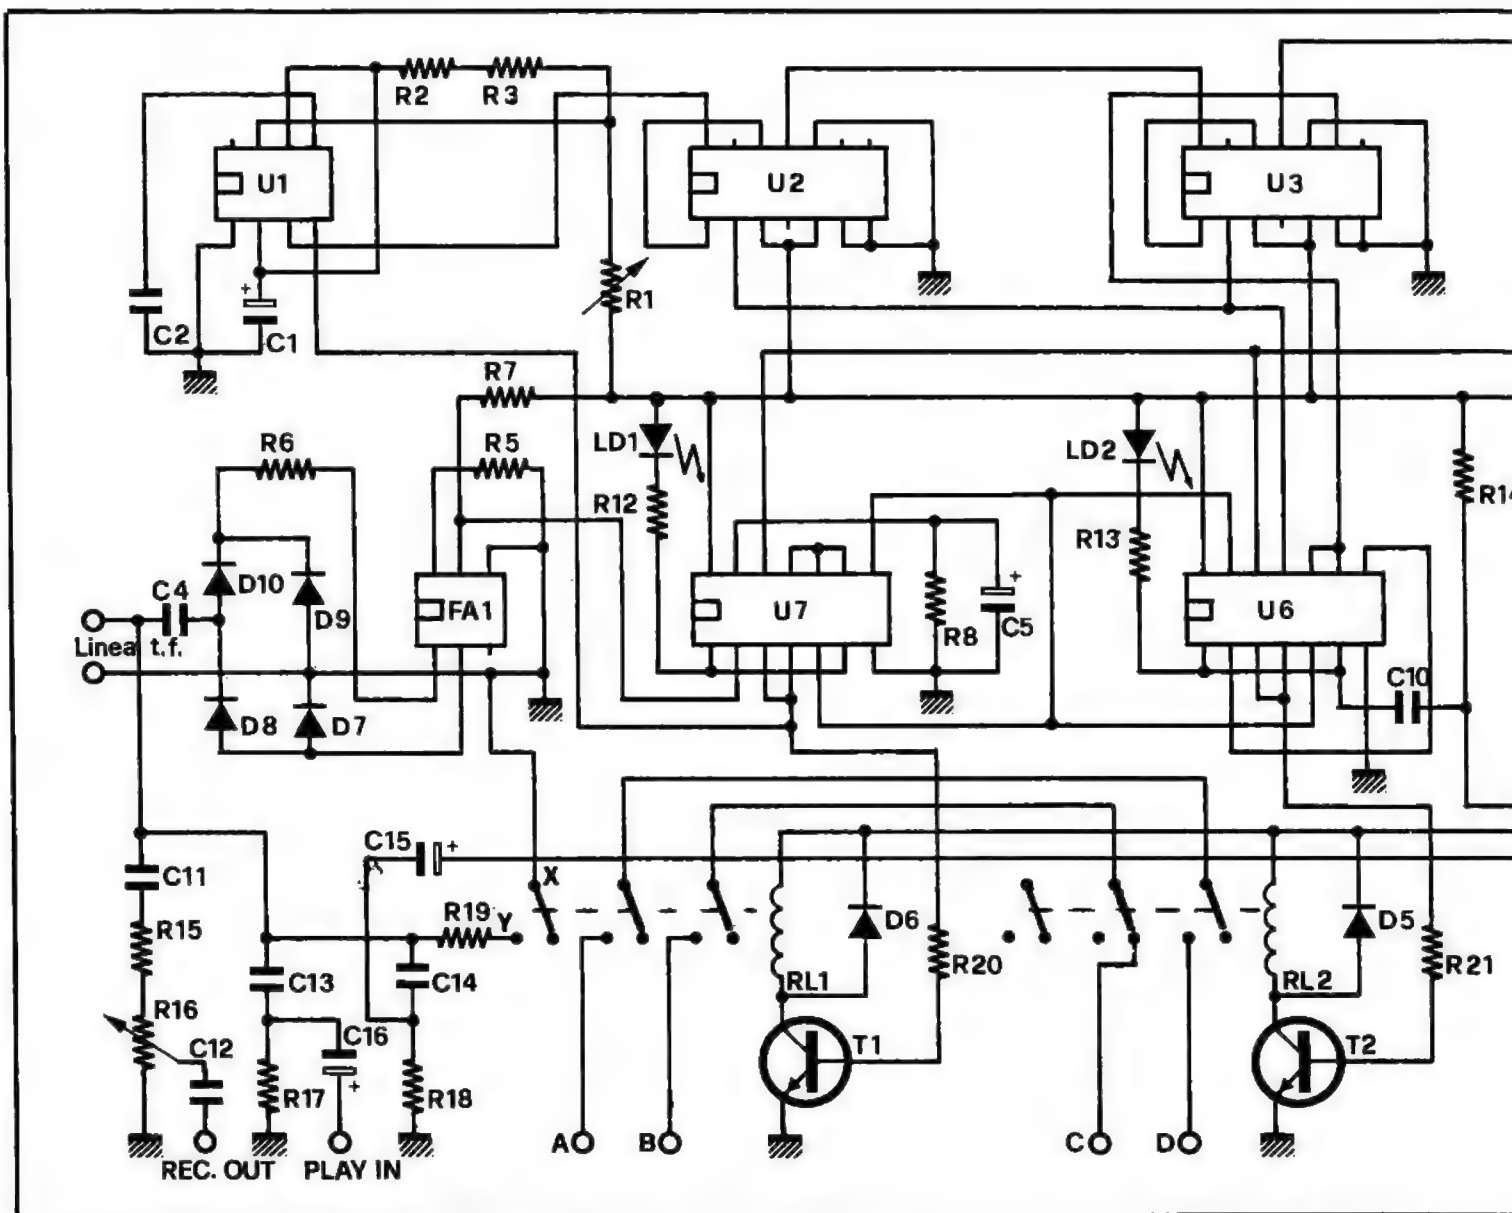 R2
R3
U1
U2
U3
C2
+
C1
R1
R7
R6
R5
LD1
LD2
R12
R14
R13
C4
D10
D9
FA1
U7
R8
+
C5
U6
Linea t.f.
D8
D7
C10
C15
+
X
C11
R19
Y
D6
D5
R15
C13
C14
R20
R21
RL1
RL2
R16
C12
C16
+
T1
T2
R17
R18
A
B
C
D
REC. OUT
PLAY IN